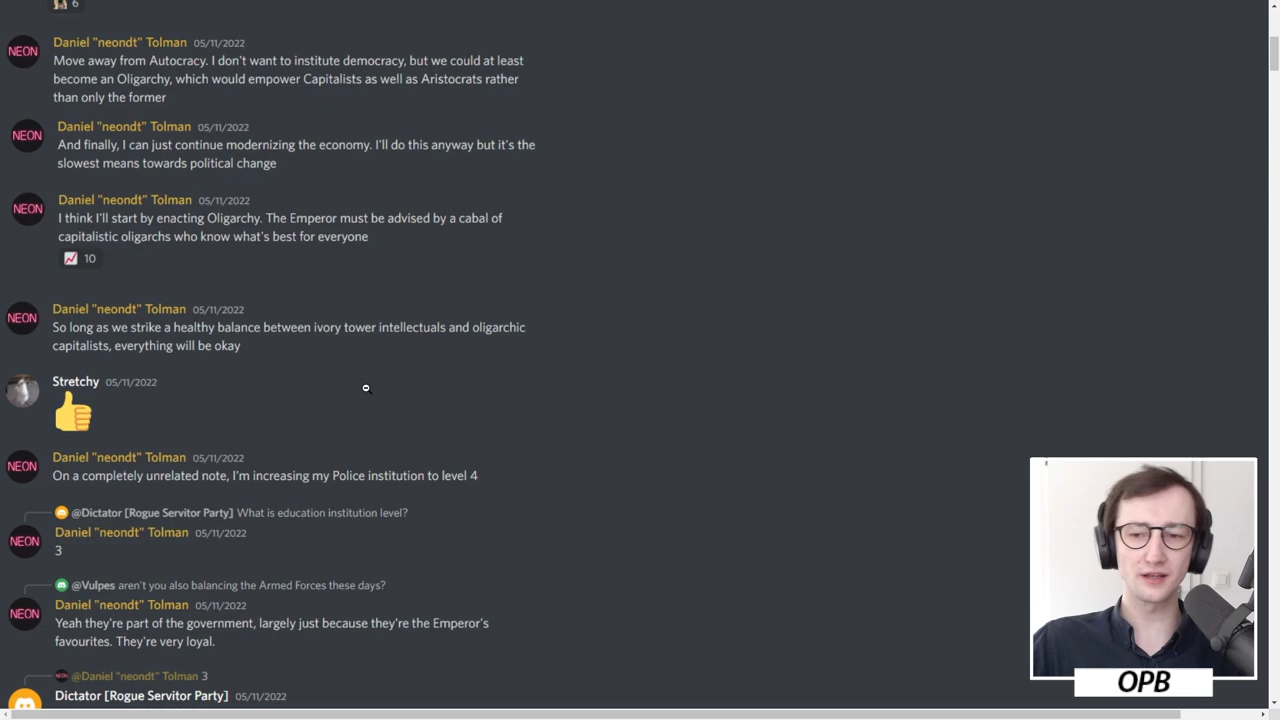 6
NEON
Daniel "neondt" Tolman 05/11/2022
Move away from Autocracy. I don't want to institute democracy, but we could at least
become an Oligarchy, which would empower Capitalists as well as Aristocrats rather
than only the former
NEON
Daniel "neondt" Tolman 05/11/2022
And finally, I can just continue modernizing the economy. I'll do this anyway but it's the
slowest means towards political change
NEON
Daniel "neondt" Tolman 05/11/2022
I think I'll start by enacting Oligarchy. The Emperor must be advised by a cabal of
capitalistic oligarchs who know what's best for everyone
10
NEON
Daniel "neondt" Tolman 05/11/2022
So long as we strike a healthy balance between ivory tower intellectuals and oligarchic
capitalists, everything will be okay
Stretchy 05/11/2022
NEON
Daniel "neondt" Tolman 05/11/2022
On a completely unrelated note, I'm increasing my Police institution to level 4
@Dictator [Rogue Servitor Party] What is education institution level?
NEON
Daniel "neondt" Tolman 05/11/2022
3
@Vulpes aren't you also balancing the Armed Forces these days?
NEON
Daniel "neondt" Tolman 05/11/2022
Yeah they're part of the government, largely just because they're the Emperor's
favourites. They're very loyal.
@Daniel "neondt" Tolman 3
Dictator [Rogue Servitor Party] 05/11/2022
OPB